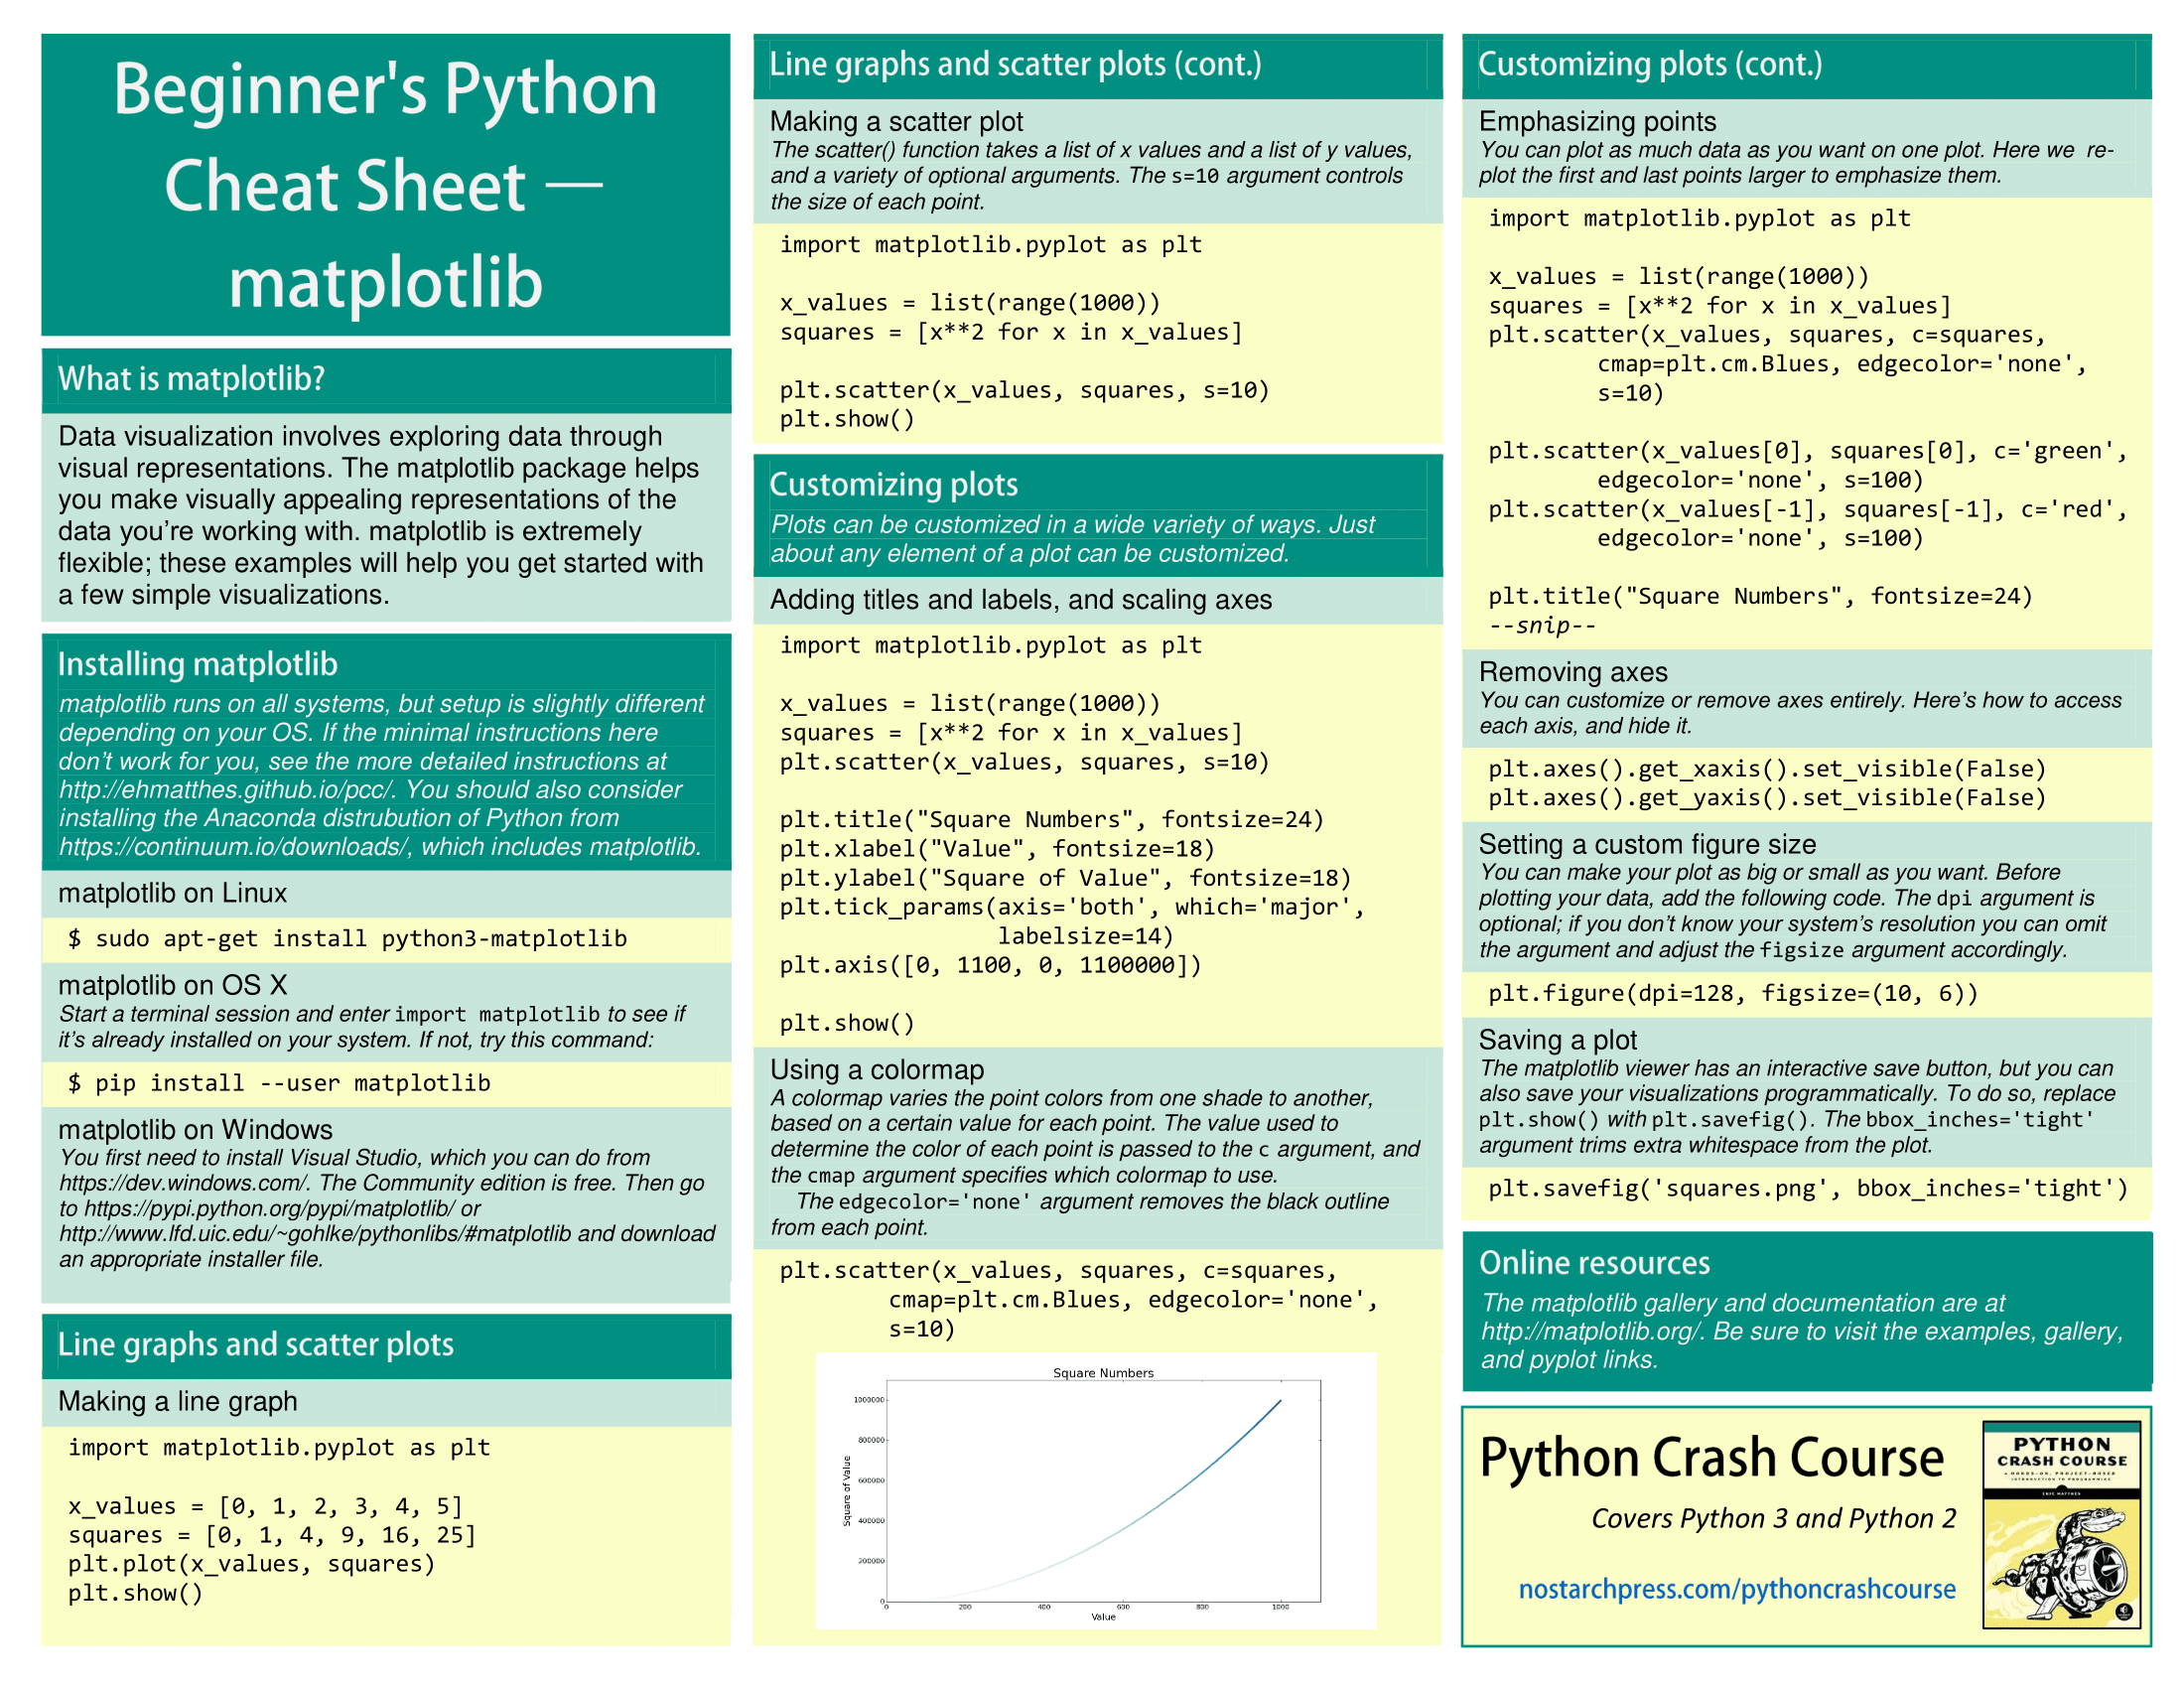 Beginner's Python
Cheat Sheet —
matplotlib
What is matplotlib?
Data visualization involves exploring data through
visual representations. The matplotlib package helps
you make visually appealing representations of the
data you’re working with. matplotlib is extremely
flexible; these examples will help you get started with
a few simple visualizations.
Installing matplotlib
matplotlib runs on all systems, but setup is slightly different
depending on your OS. If the minimal instructions here
don’t work for you, see the more detailed instructions at
http://ehmatthes.github.io/pcc/. You should also consider
installing the Anaconda distrubution of Python from
https://continuum.io/downloads/, which includes matplotlib.
matplotlib on Linux
$ sudo apt-get install python3-matplotlib
matplotlib on OS X
Start a terminal session and enter import matplotlib to see if
it’s already installed on your system. If not, try this command:
$ pip install --user matplotlib
matplotlib on Windows
You first need to install Visual Studio, which you can do from
https://dev.windows.com/. The Community edition is free. Then go
to https://pypi.python.org/pypi/matplotlib/ or
http://www.lfd.uic.edu/~gohlke/pythonlibs/#matplotlib and download
an appropriate installer file.
Line graphs and scatter plots
Making a line graph
import matplotlib.pyplot as plt
x_values = [0, 1, 2, 3, 4, 5]
squares = [0, 1, 4, 9, 16, 25]
plt.plot(x_values, squares)
plt.show()
Line graphs and scatter plots (cont.)
Making a scatter plot
The scatter() function takes a list of x values and a list of y values,
and a variety of optional arguments. The s=10 argument controls
the size of each point.
import matplotlib.pyplot as plt
x_values = list(range(1000))
squares = [x**2 for x in x_values]
plt.scatter(x_values, squares, s=10)
plt.show()
Customizing plots
Plots can be customized in a wide variety of ways. Just
about any element of a plot can be customized.
Adding titles and labels, and scaling axes
import matplotlib.pyplot as plt
x_values = list(range(1000))
squares = [x**2 for x in x_values]
plt.scatter(x_values, squares, s=10)
plt.title("Square Numbers", fontsize=24)
plt.xlabel("Value", fontsize=18)
plt.ylabel("Square of Value", fontsize=18)
plt.tick_params(axis='both', which='major',
labelsize=14)
plt.axis([0, 1100, 0, 1100000])
plt.show()
Using a colormap
A colormap varies the point colors from one shade to another,
based on a certain value for each point. The value used to
determine the color of each point is passed to the c argument, and
the cmap argument specifies which colormap to use.
The edgecolor='none' argument removes the black outline
from each point.
plt.scatter(x_values, squares, c=squares,
cmap=plt.cm.Blues, edgecolor='none',
s=10)
Square Numbers
Square of Value
1000000
800000
600000
400000
200000
0
0 200 400 600 800 1000
Value
Customizing plots (cont.)
Emphasizing points
You can plot as much data as you want on one plot. Here we re-
plot the first and last points larger to emphasize them.
import matplotlib.pyplot as plt
x_values = list(range(1000))
squares = [x**2 for x in x_values]
plt.scatter(x_values, squares, c=squares,
cmap=plt.cm.Blues, edgecolor='none',
s=10)
plt.scatter(x_values[0], squares[0], c='green',
edgecolor='none', s=100)
plt.scatter(x_values[-1], squares[-1], c='red',
edgecolor='none', s=100)
plt.title("Square Numbers", fontsize=24)
--snip--
Removing axes
You can customize or remove axes entirely. Here’s how to access
each axis, and hide it.
plt.axes().get_xaxis().set_visible(False)
plt.axes().get_yaxis().set_visible(False)
Setting a custom figure size
You can make your plot as big or small as you want. Before
plotting your data, add the following code. The dpi argument is
optional; if you don’t know your system’s resolution you can omit
the argument and adjust the figsize argument accordingly.
plt.figure(dpi=128, figsize=(10, 6))
Saving a plot
The matplotlib viewer has an interactive save button, but you can
also save your visualizations programmatically. To do so, replace
plt.show() with plt.savefig(). The bbox_inches='tight'
argument trims extra whitespace from the plot.
plt.savefig('squares.png', bbox_inches='tight')
Online resources
The matplotlib gallery and documentation are at
http://matplotlib.org/. Be sure to visit the examples, gallery,
and pyplot links.
Python Crash Course
Covers Python 3 and Python 2
nostarchpress.com/pythoncrashcourse
PYTHON
CRASH COURSE
A HANDS-ON, PROJECT-BASED
INTRODUCTION TO PROGRAMMING
ERIC MATTHES